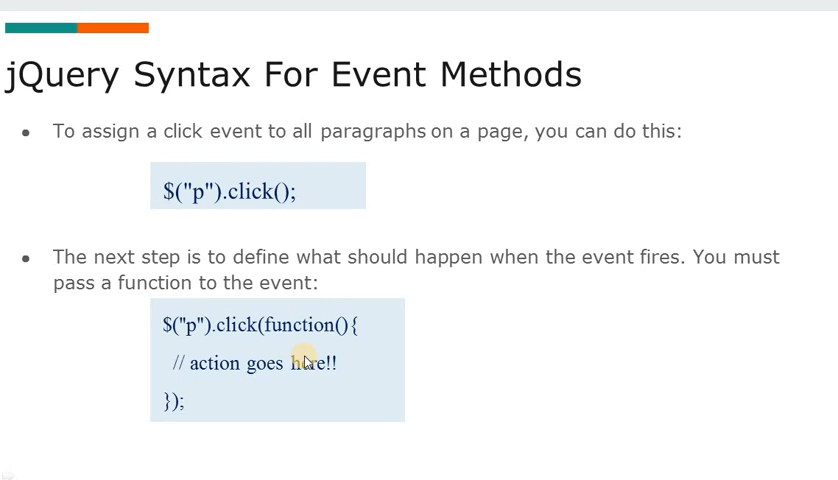 jQuery Syntax For Event Methods
● To assign a click event to all paragraphs on a page, you can do this:
$("p").click();
● The next step is to define what should happen when the event fires. You must
pass a function to the event:
$("p").click(function(){
// action goes here!!
});